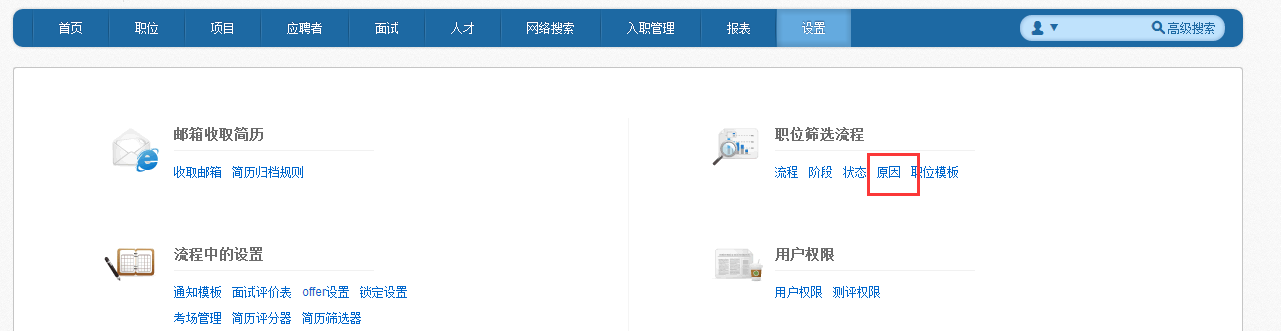 首页 职位 项目 应聘者 面试 人才 网络搜索 入职管理 报表 设置 高级搜索
邮箱收取简历
收取邮箱 简历归档规则
职位筛选流程
流程 阶段 状态 原因 职位模板
流程中的设置
通知模板 面试评价表 offer设置 锁定设置
考场管理 简历评分器 简历筛选器
用户权限
用户权限 测评权限